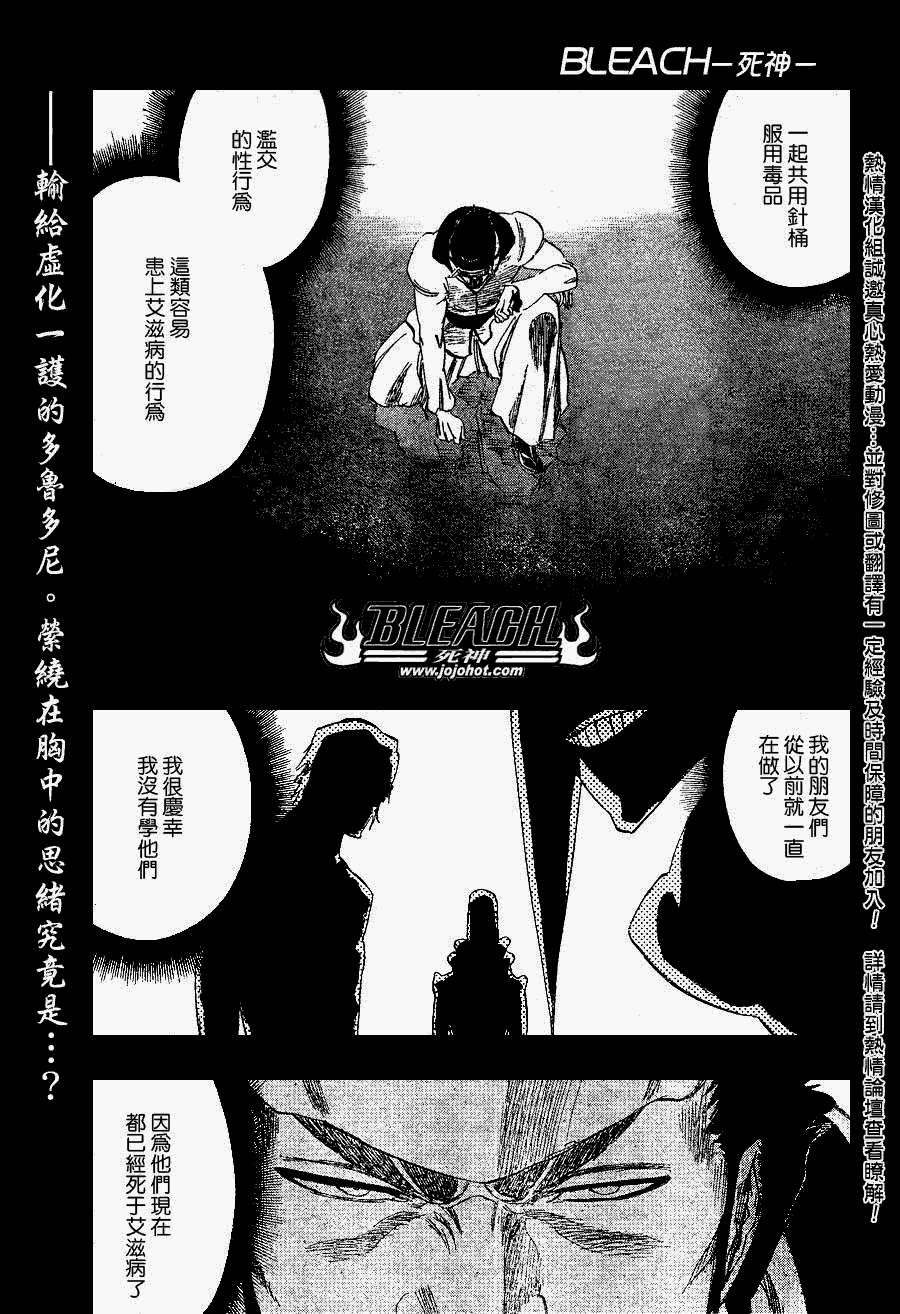 BLEACH－死神－
熱情漢化組誠邀真心熱愛動漫…並對修圖或翻譯有一定經驗及時間保障的朋友加入！ 詳情請到熱情論壇查看瞭解！
一起共用針桶
服用毒品
濫交
的性行為
這類容易
患上艾滋病的行為
BLEACH
死神
www.jojohot.com
我的朋友們
從以前就一直
在做了
我很慶幸
我沒有學他們
因為他們現在
都已經死于艾滋病了
——輸給虛化一護的多魯多尼。縈繞在胸中的思緒究竟是…？